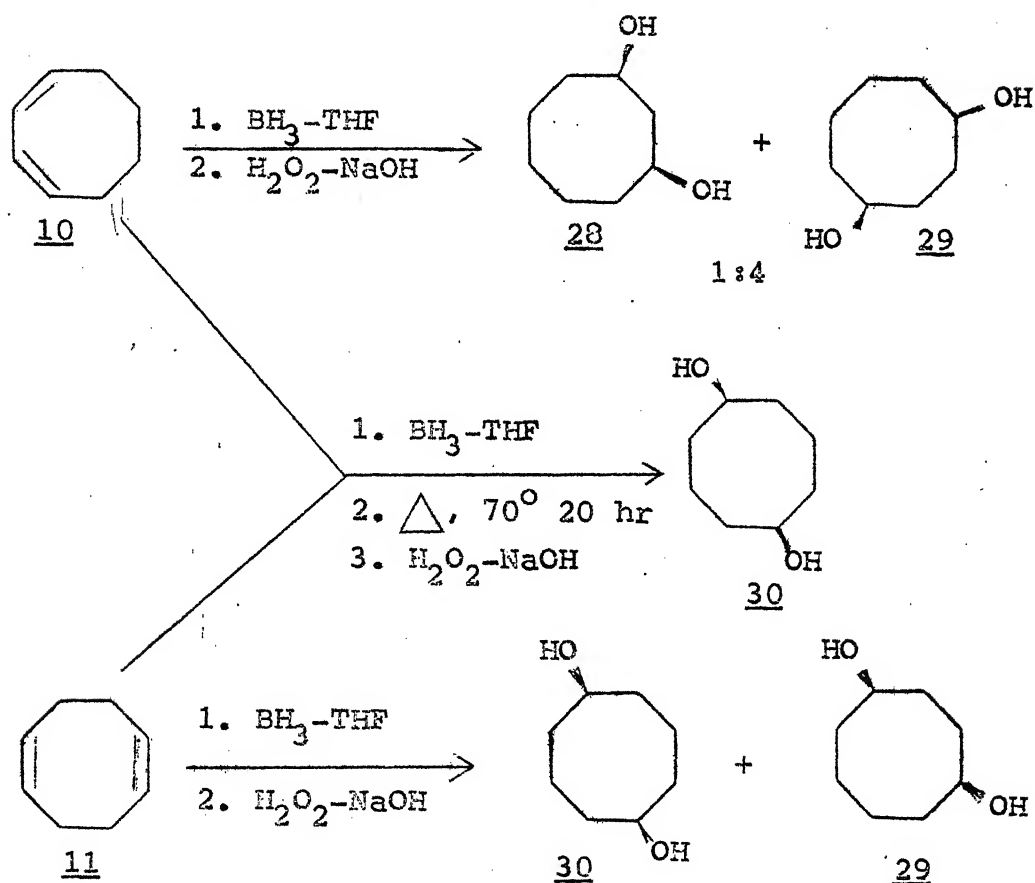 OH
1. BH3-THF
2. H2O2-NaOH
OH
+
OH
HO
10
28
29
1:4
HO
1. BH3-THF
2. △, 70° 20 hr
3. H2O2-NaOH
OH
30
HO
HO
1. BH3-THF
2. H2O2-NaOH
+
OH
OH
11
30
29